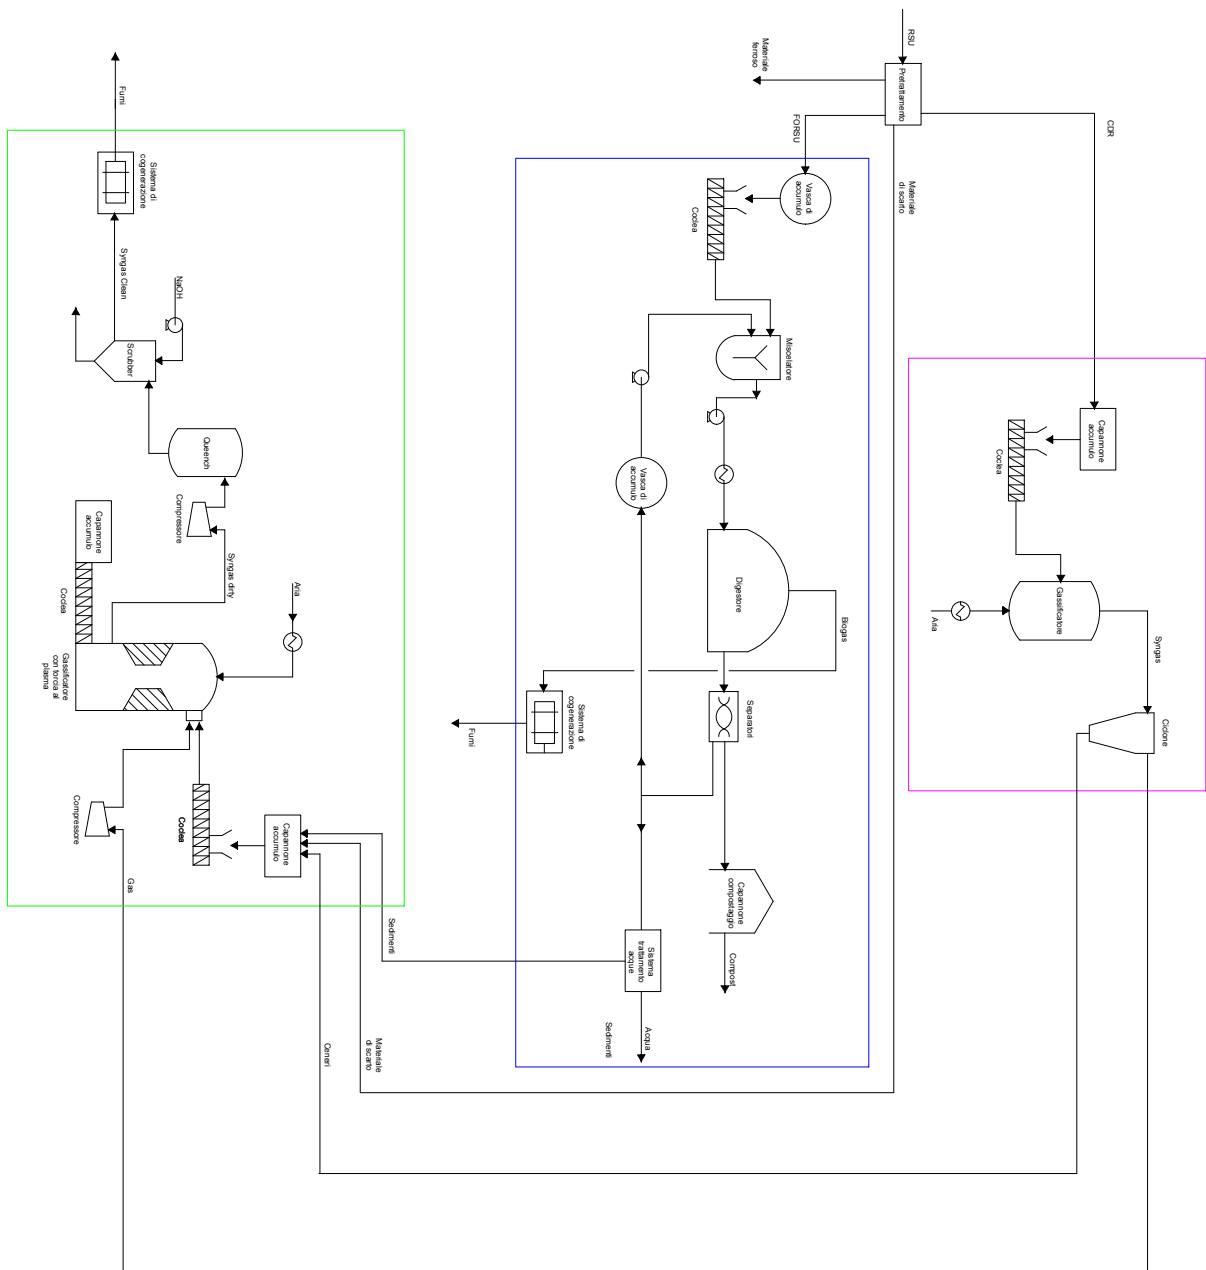 RSU
Pretrattamento
Materiale
ferroso
FORSU
CDR
Materiale
di scarto
Vasca di
accumulo
Coclea
Miscelatore
Vasca di
accumulo
Digestore
Biogas
Separatori
Sistema di
cogenerazione
Fumi
Capannone
compostaggio
Compost
Sistema
trattamento
acque
Acqua
Sedimenti
Sedimenti
Capannone
accumulo
Coclea
Gassificatore
Aria
Syngas
Ciclone
Ceneri
Materiale
di scarto
Gas
Compressore
Coclea
Capannone
accumulo
Gassificatore
con torcia al
plasma
Aria
Coclea
Capannone
accumulo
Syngas dirty
Compressore
Queench
Scrubber
NaOH
Syngas Clean
Sistema di
cogenerazione
Fumi